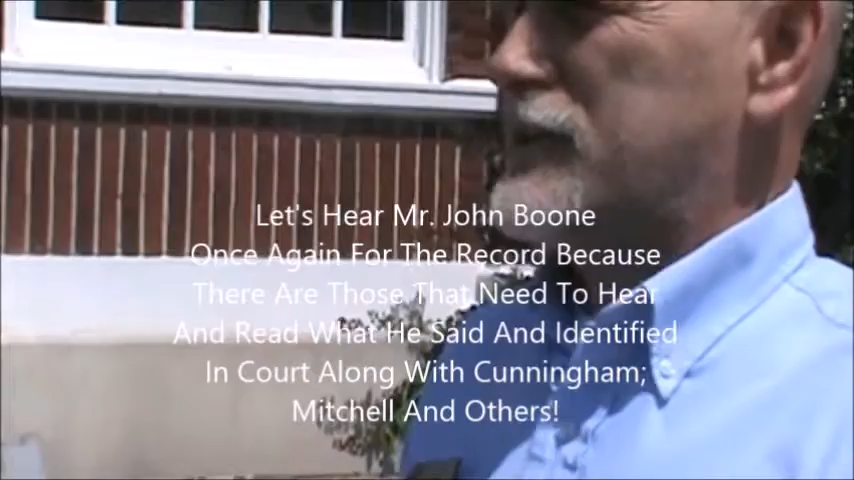 Let's Hear Mr. John Boone
Once Again For The Record Because
There Are Those That Need To Hear
And Read What He Said And Identified
In Court Along With Cunningham;
Mitchell And Others!